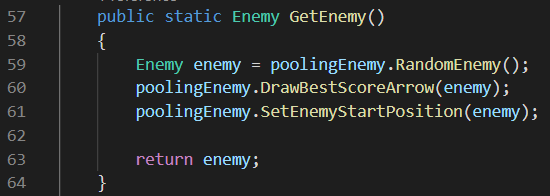 57 public static Enemy GetEnemy()
58 {
59 Enemy enemy = poolingEnemy.RandomEnemy();
60 poolingEnemy.DrawBestScoreArrow(enemy);
61 poolingEnemy.SetEnemyStartPosition(enemy);
62
63 return enemy;
64 }